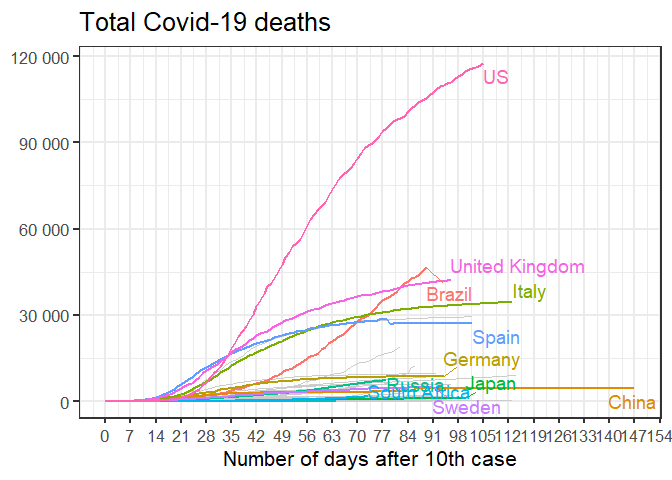 Total Covid-19 deaths
120 000
90 000
60 000
30 000
0
US
United Kingdom
Brazil
Italy
Spain
Germany
Russia
Japan
South Africa
China
Sweden
0 7 14 21 28 35 42 49 56 63 70 77 84 91 98 105 112 119 126 133 140 147 154
Number of days after 10th case